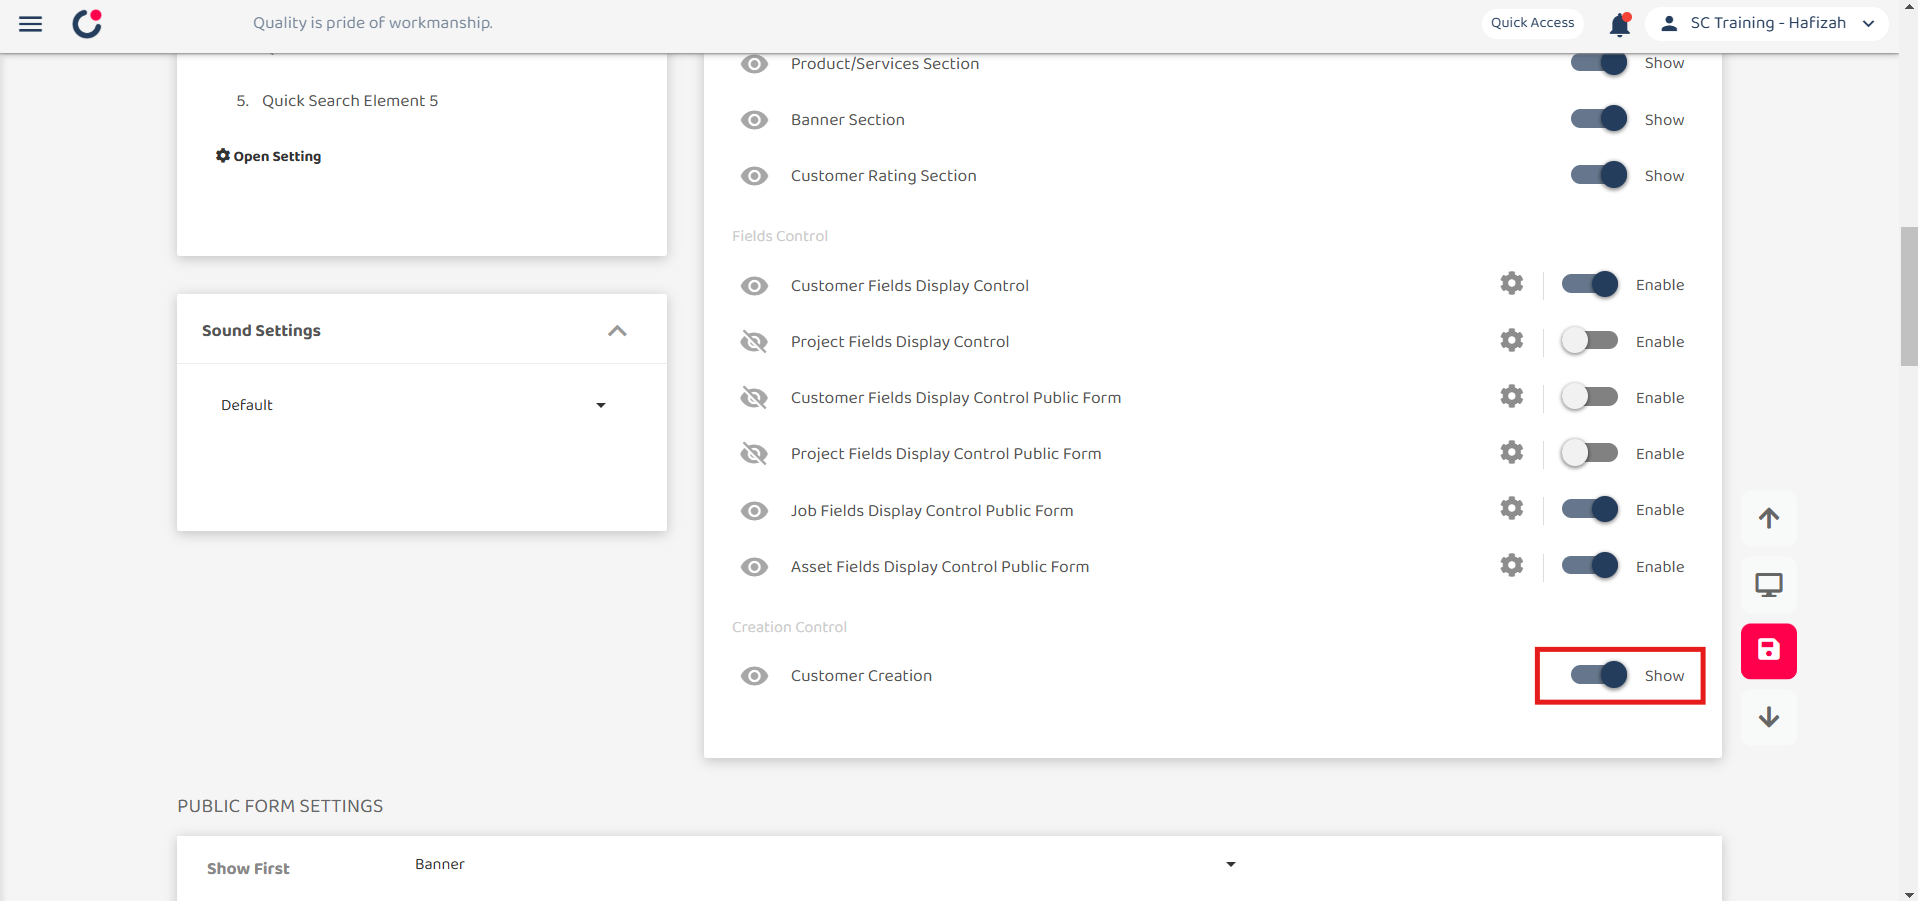 Quality is pride of workmanship.
Quick Access
SC Training - Hafizah
5. Quick Search Element 5
Open Setting
Sound Settings
Default
Product/Services Section
Show
Banner Section
Show
Customer Rating Section
Show
Fields Control
Customer Fields Display Control
Enable
Project Fields Display Control
Enable
Customer Fields Display Control Public Form
Enable
Project Fields Display Control Public Form
Enable
Job Fields Display Control Public Form
Enable
Asset Fields Display Control Public Form
Enable
Creation Control
Customer Creation
Show
PUBLIC FORM SETTINGS
Show First
Banner